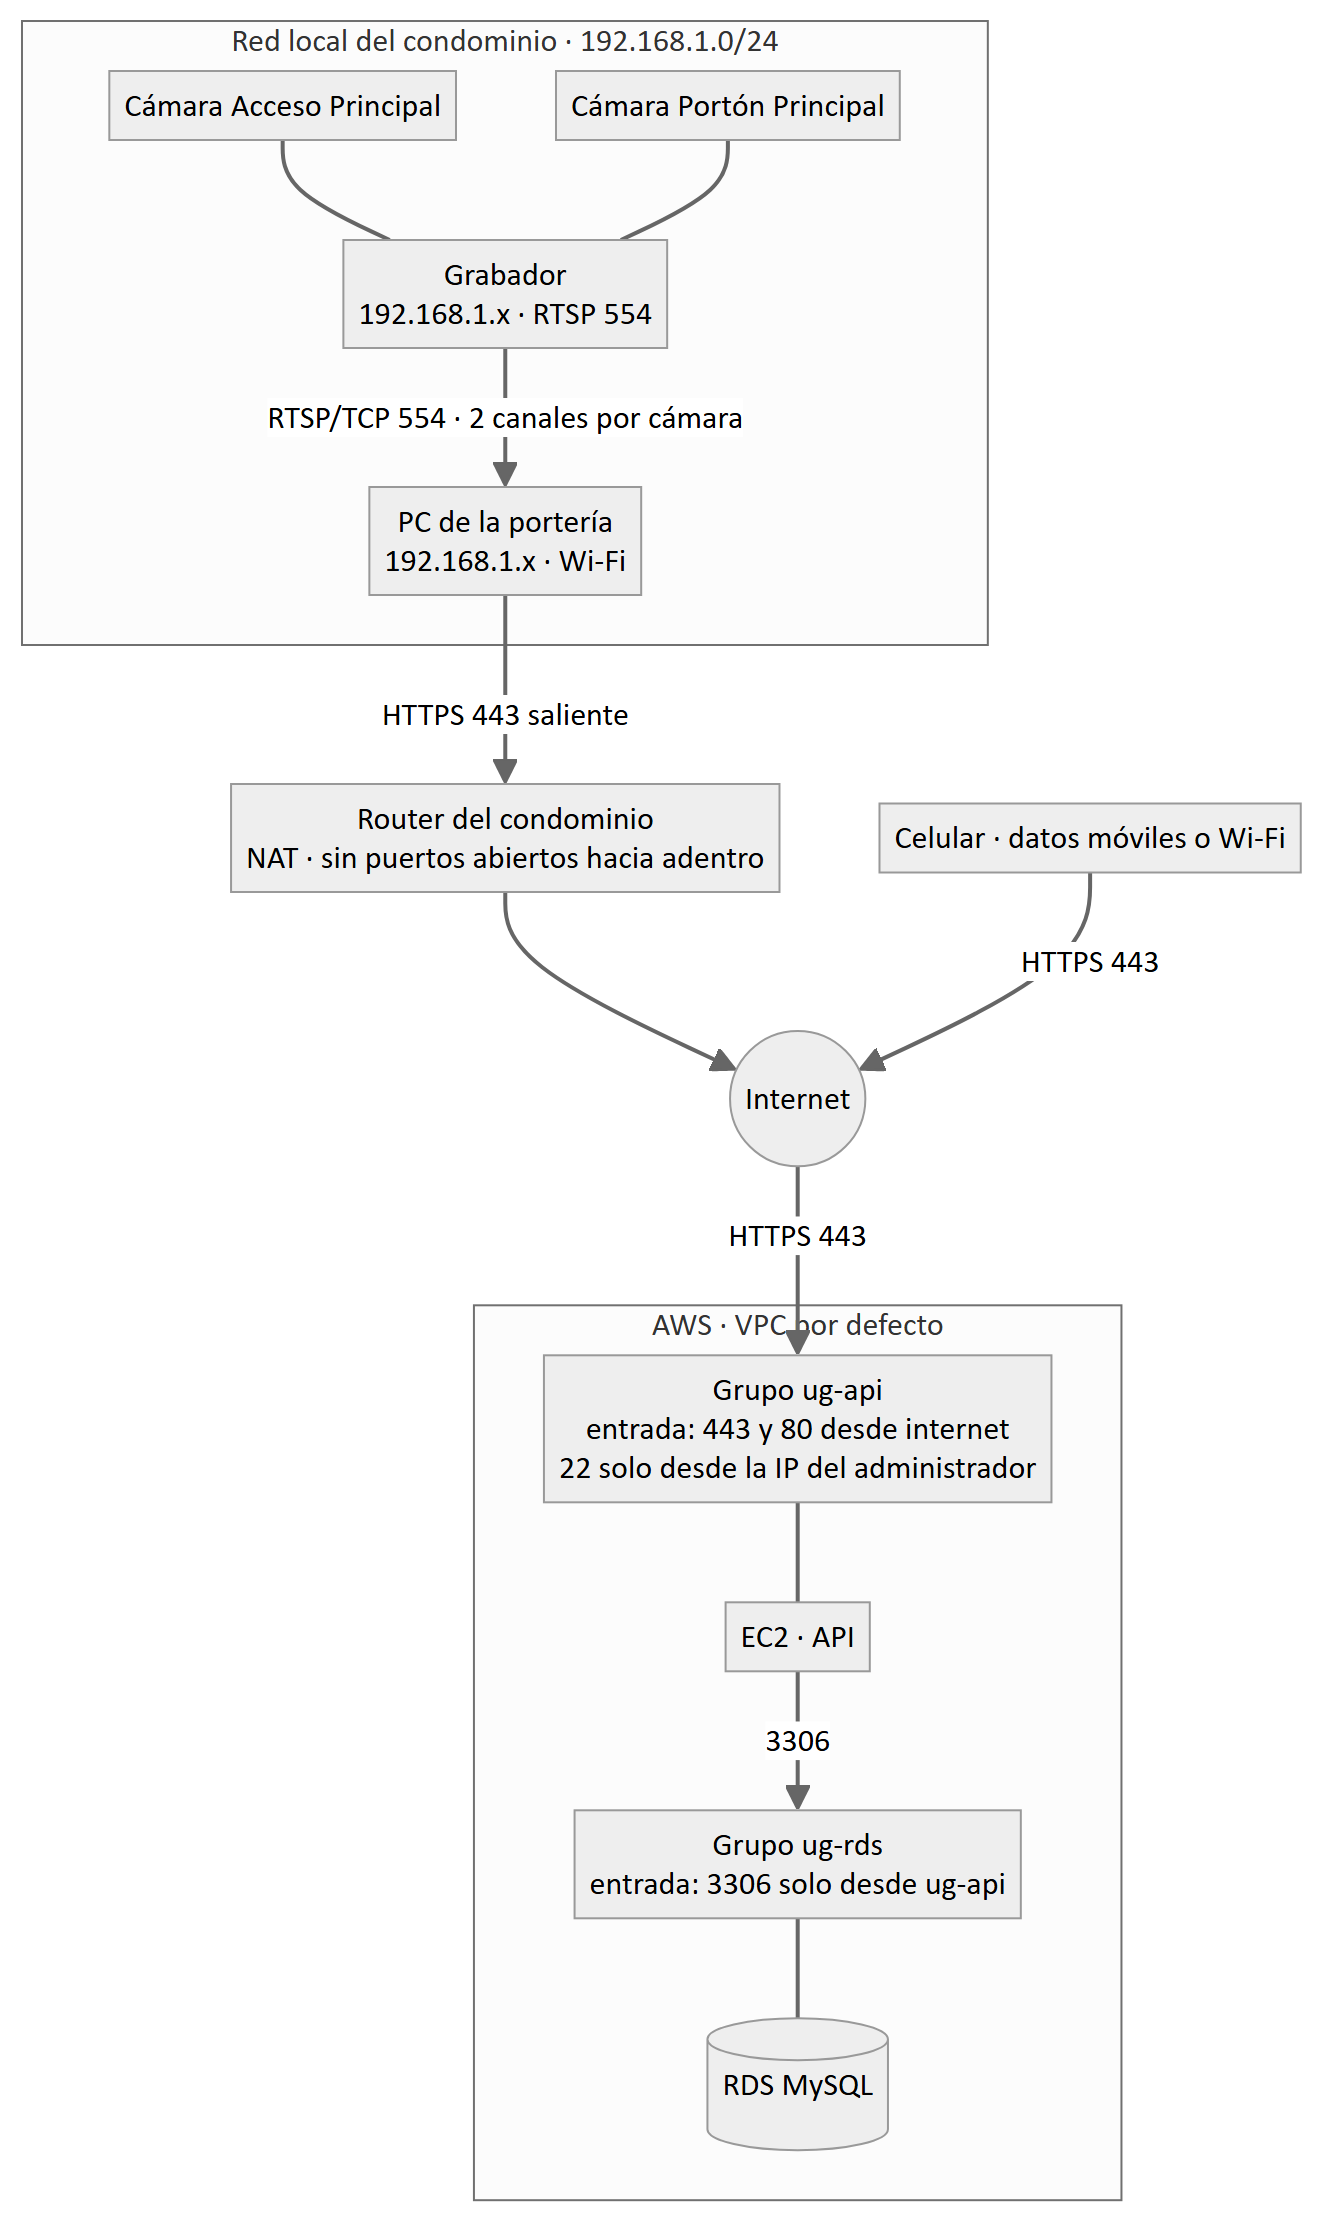 Red local del condominio · 192.168.1.0/24
Cámara Acceso Principal
Cámara Portón Principal
Grabador
192.168.1.x · RTSP 554
RTSP/TCP 554 · 2 canales por cámara
PC de la portería
192.168.1.x · Wi-Fi
HTTPS 443 saliente
Router del condominio
NAT · sin puertos abiertos hacia adentro
Celular · datos móviles o Wi-Fi
HTTPS 443
Internet
HTTPS 443
AWS · VPC por defecto
Grupo ug-api
entrada: 443 y 80 desde internet
22 solo desde la IP del administrador
EC2 · API
3306
Grupo ug-rds
entrada: 3306 solo desde ug-api
RDS MySQL